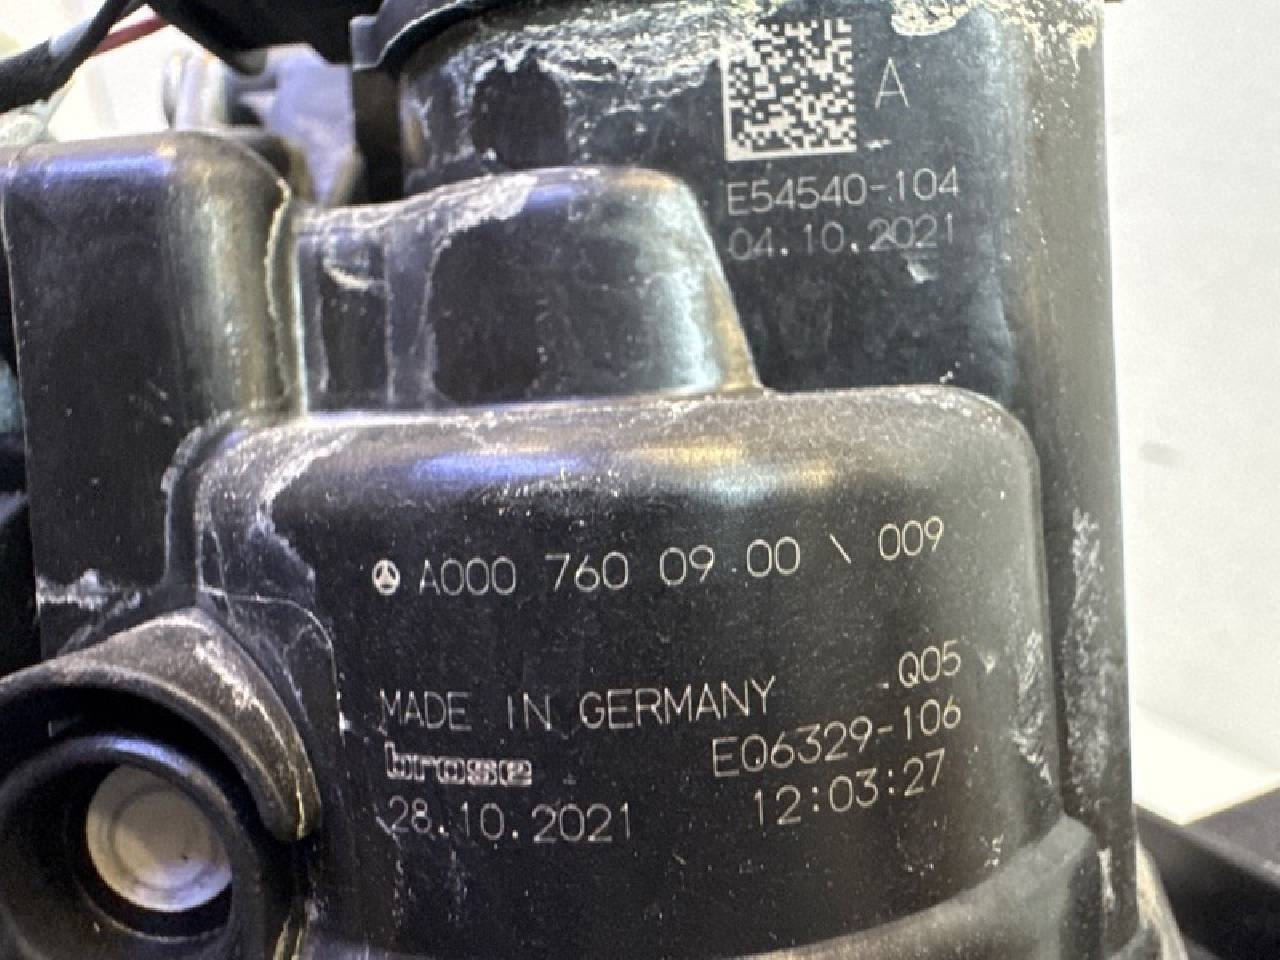 A
E54540-104
04.10.2021
A000 760 09 00 \ 009
Q05
MADE IN GERMANY
E06329-106
brose
28.10.2021
12:03:27